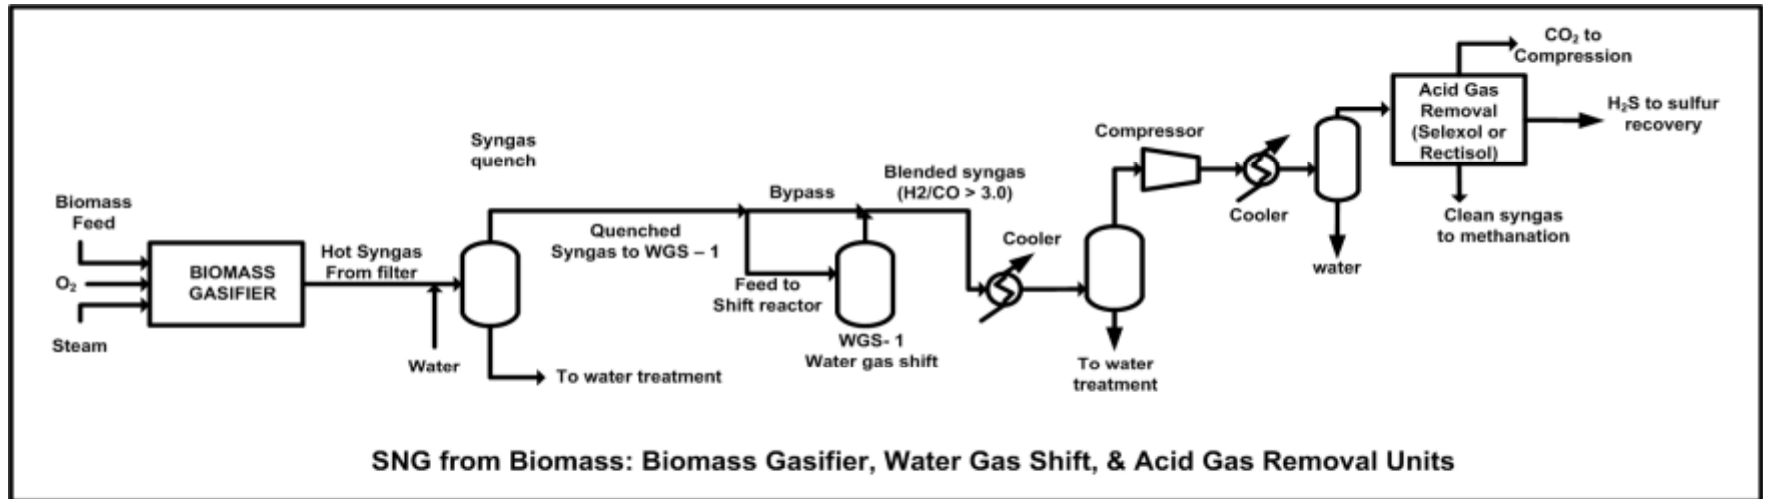 CO₂ to
Compression
Acid Gas
Removal
(Selexol or
Rectisol)
H₂S to sulfur
recovery
Compressor
Syngas
quench
Blended syngas
(H2/CO > 3.0)
Bypass
Biomass
Feed
Quenched
Syngas to WGS – 1
Cooler
Cooler
Clean syngas
to methanation
Hot Syngas
From filter
BIOMASS
GASIFIER
O₂
Feed to
Shift reactor
water
Steam
WGS- 1
Water gas shift
Water
To water treatment
To water
treatment
SNG from Biomass: Biomass Gasifier, Water Gas Shift, & Acid Gas Removal Units